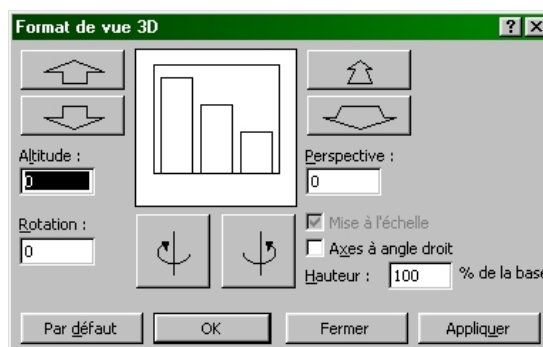 Format de vue 3D
Altitude :
0
Rotation :
0
Perspective :
0
Mise à l'échelle
Axes à angle droit
Hauteur : 100 % de la base
Par défaut OK Fermer Appliquer